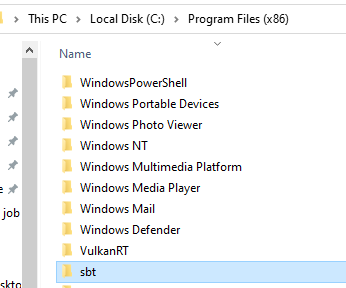 This PC > Local Disk (C:) > Program Files (x86)
Name
WindowsPowerShell
Windows Portable Devices
Windows Photo Viewer
Windows NT
Windows Multimedia Platform
Windows Media Player
Windows Mail
Windows Defender
job
VulkanRT
sbt
skto